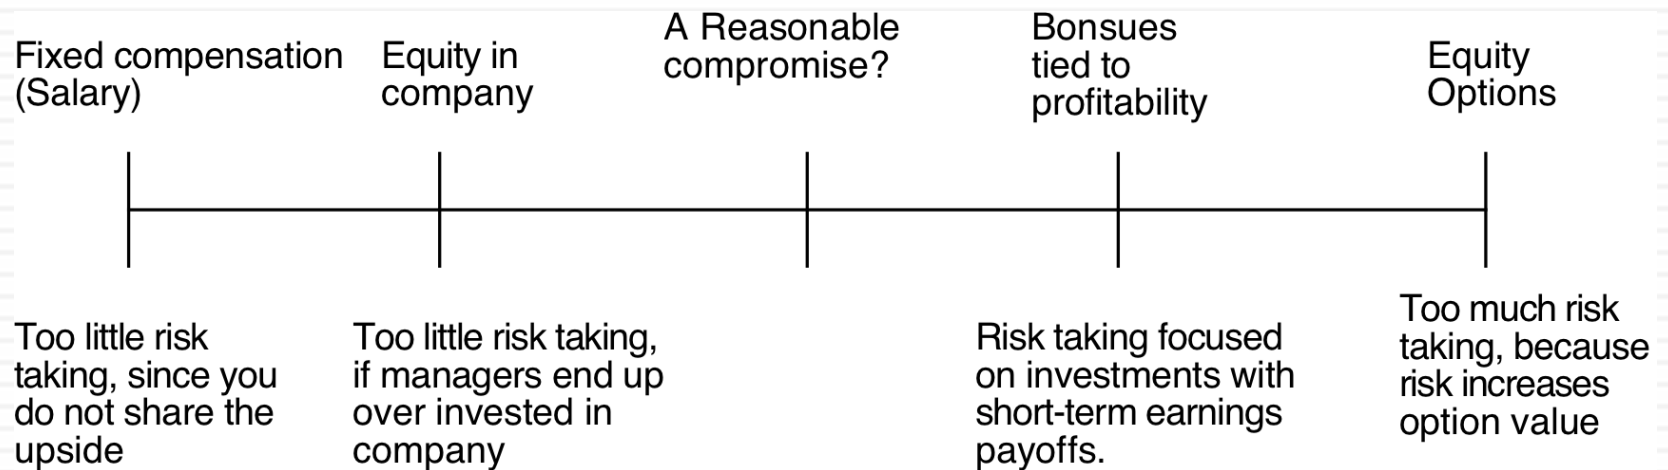 Fixed compensation
(Salary)
Equity in
company
A Reasonable
compromise?
Bonsues
tied to
profitability
Equity
Options
Too little risk
taking, since you
do not share the
upside
Too little risk taking,
if managers end up
over invested in
company
Risk taking focused
on investments with
short-term earnings
payoffs.
Too much risk
taking, because
risk increases
option value